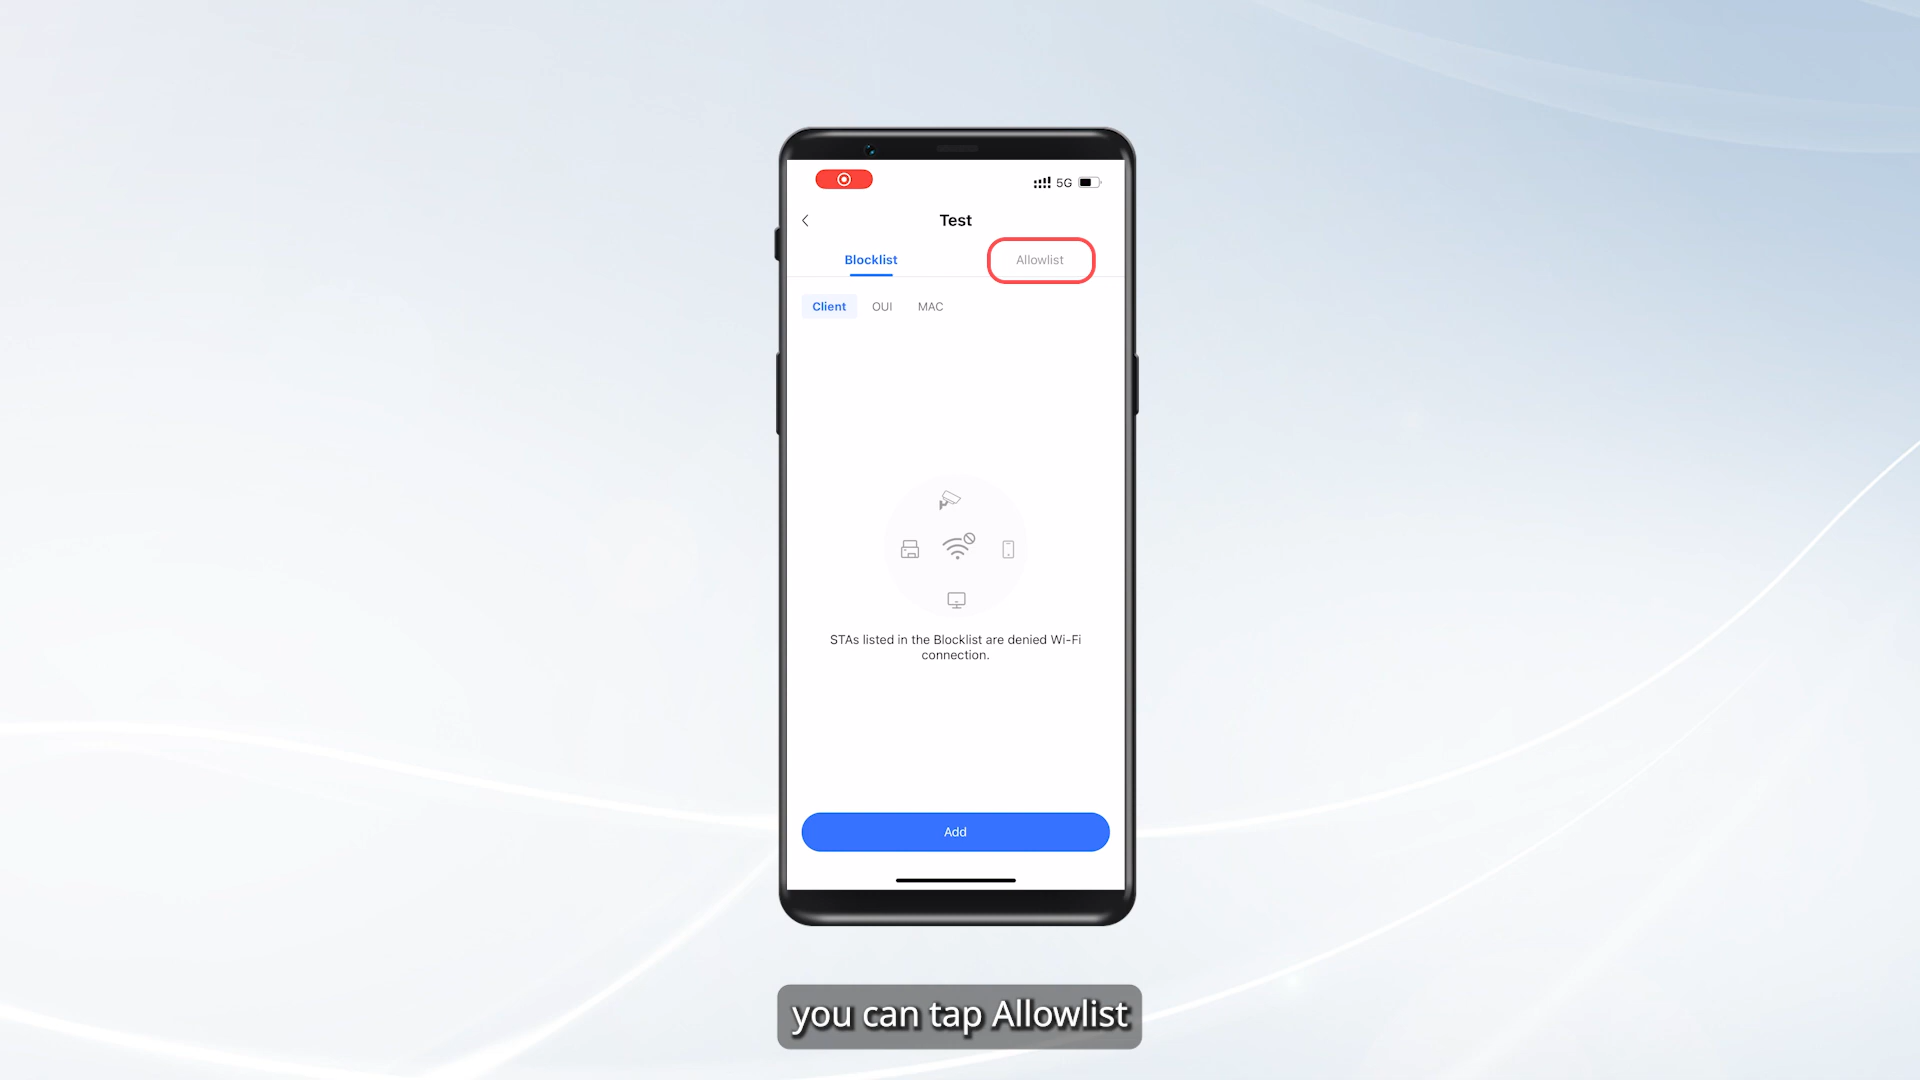 5G
Test
Blocklist Allowlist
Client OUI MAC
STAs listed in the Blocklist are denied Wi-Fi
connection.
Add
you can tap Allowlist